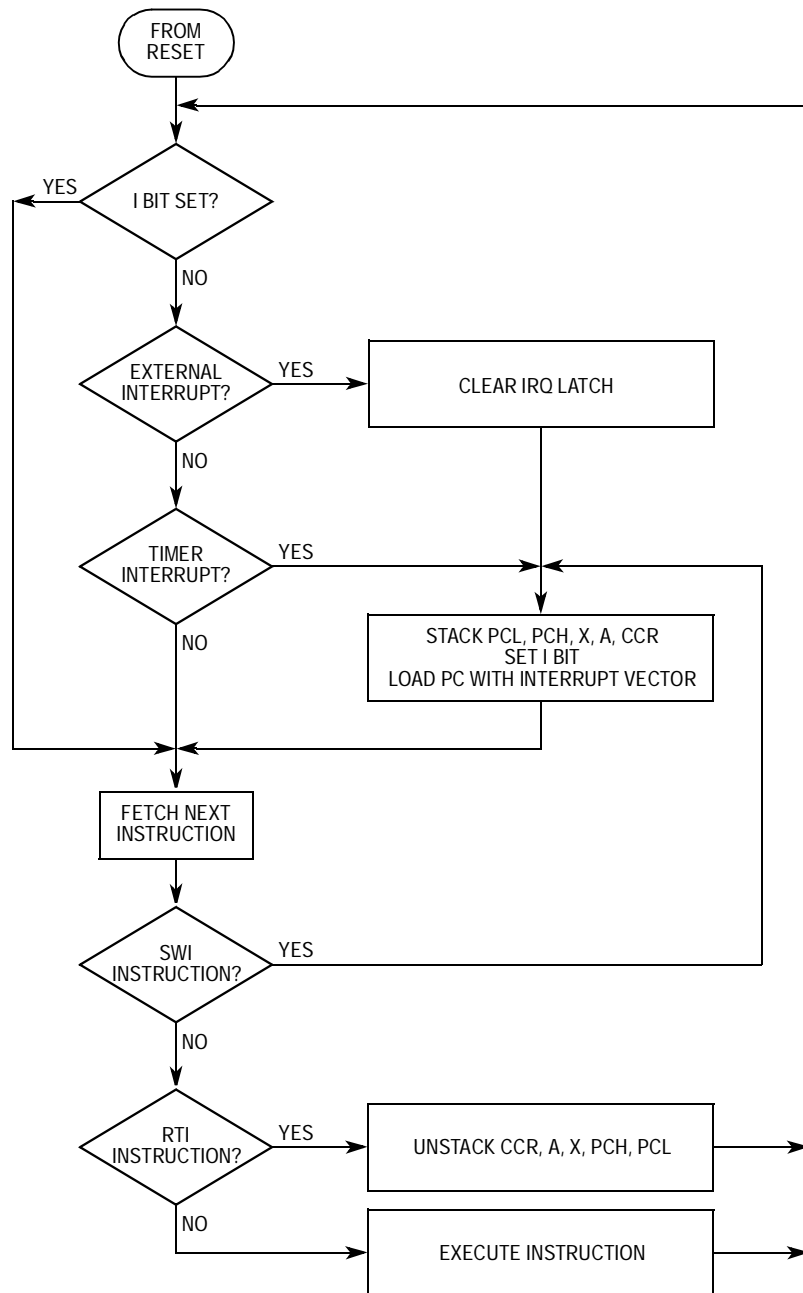 FROM
RESET
YES
I BIT SET?
NO
EXTERNAL
INTERRUPT?
YES
CLEAR IRQ LATCH
NO
TIMER
INTERRUPT?
YES
STACK PCL, PCH, X, A, CCR
SET I BIT
LOAD PC WITH INTERRUPT VECTOR
NO
FETCH NEXT
INSTRUCTION
SWI
INSTRUCTION?
YES
NO
RTI
INSTRUCTION?
YES
UNSTACK CCR, A, X, PCH, PCL
NO
EXECUTE INSTRUCTION